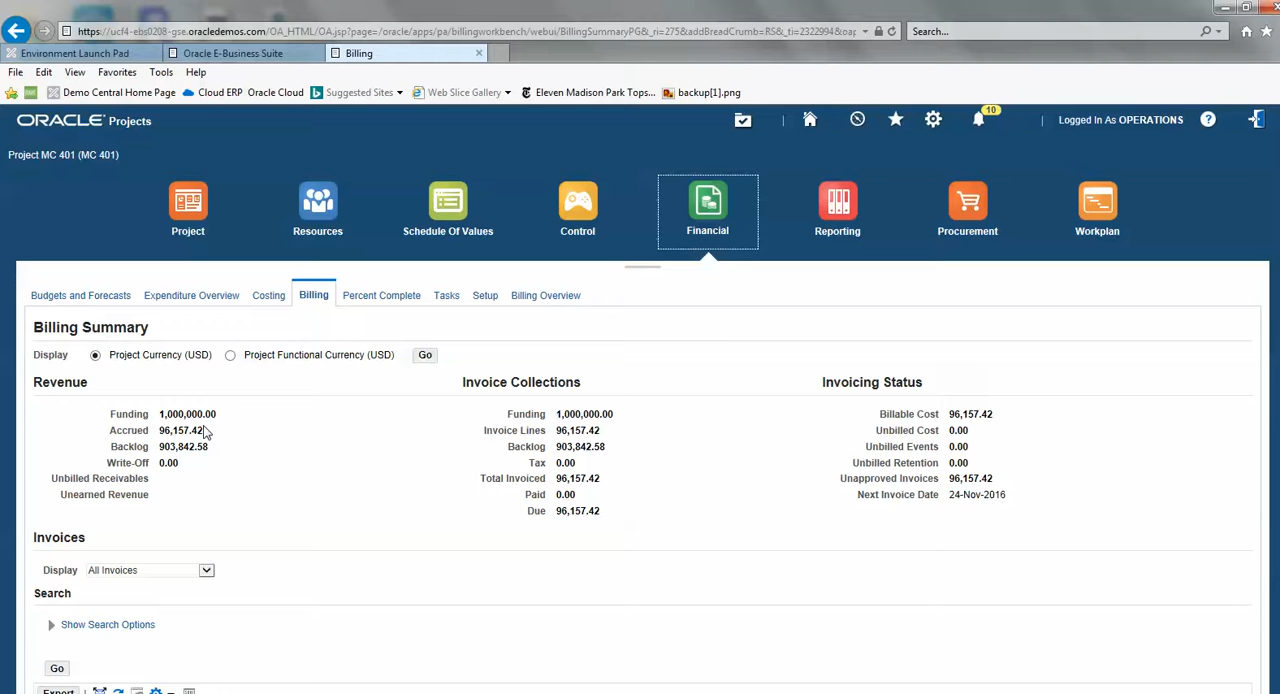 https://ucf4-ebs0208-gse.oracledemos.com/OA_HTML/OA.jsp?page=/oracle/apps/pa/billingworkbench/webui/BillingSummaryPG&_ri=275&addBreadCrumb=RS&_ti=2322994&oap
Search...
Environment Launch Pad
Oracle E-Business Suite
Billing
File Edit View Favorites Tools Help
Demo Central Home Page
Cloud ERP
Oracle Cloud
Suggested Sites
Web Slice Gallery
Eleven Madison Park Tops...
backup[1].png
ORACLE Projects
10
Logged In As OPERATIONS
Project MC 401 (MC 401)
Project
Resources
Schedule Of Values
Control
Financial
Reporting
Procurement
Workplan
Budgets and Forecasts
Expenditure Overview
Costing
Billing
Percent Complete
Tasks
Setup
Billing Overview
Billing Summary
Display Project Currency (USD) Project Functional Currency (USD) Go
Revenue
Funding 1,000,000.00
Accrued 96,157.42
Backlog 903,842.58
Write-Off 0.00
Unbilled Receivables
Unearned Revenue
Invoice Collections
Funding 1,000,000.00
Invoice Lines 96,157.42
Backlog 903,842.58
Tax 0.00
Total Invoiced 96,157.42
Paid 0.00
Due 96,157.42
Invoicing Status
Billable Cost 96,157.42
Unbilled Cost 0.00
Unbilled Events 0.00
Unbilled Retention 0.00
Unapproved Invoices 96,157.42
Next Invoice Date 24-Nov-2016
Invoices
Display All Invoices
Search
Show Search Options
Go
Export